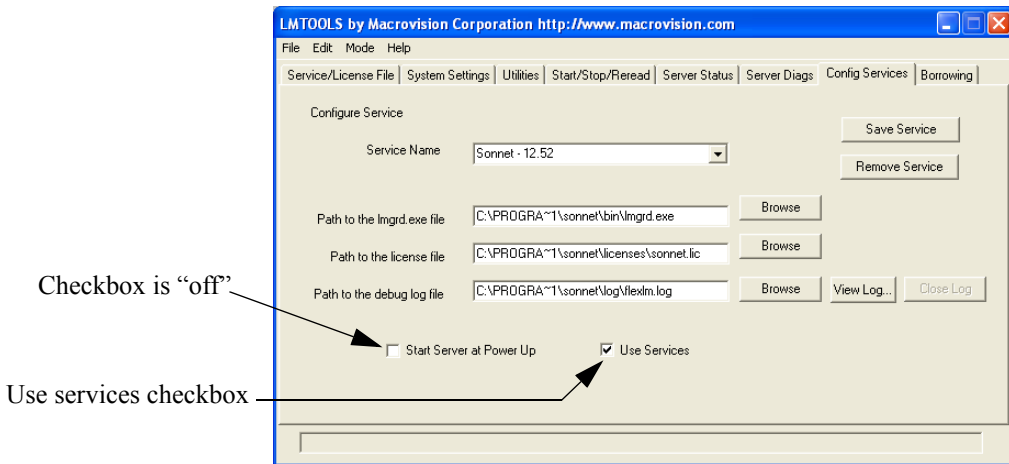 LMTOOLS by Macrovision Corporation http://www.macrovision.com
File Edit Mode Help
Service/License File System Settings Utilities Start/Stop/Reread Server Status Server Diags Config Services Borrowing
Configure Service
Save Service
Service Name Sonnet - 12.52
Remove Service
Path to the lmgrd.exe file C:\PROGRA~1\sonnet\bin\lmgrd.exe Browse
Path to the license file C:\PROGRA~1\sonnet\licenses\sonnet.lic Browse
Checkbox is “off”
Path to the debug log file C:\PROGRA~1\sonnet\log\flexlm.log Browse View Log... Close Log
Start Server at Power Up Use Services
Use services checkbox